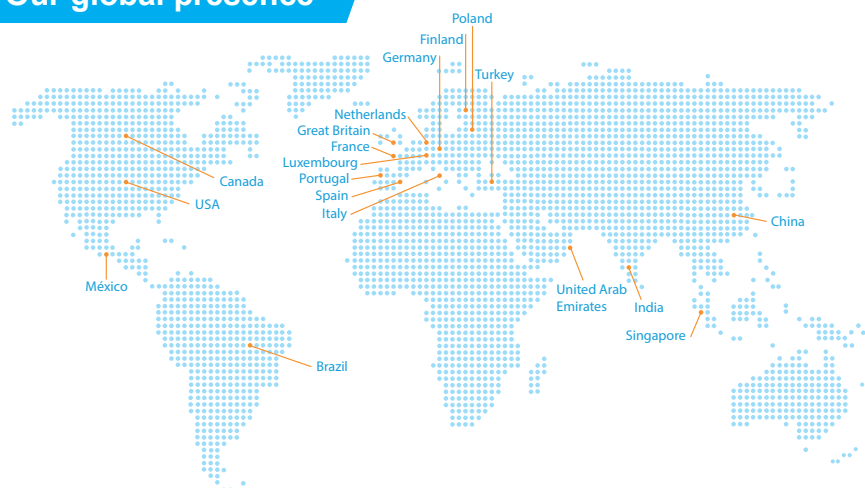 Our global presence
Poland
Finland
Germany
Turkey
Netherlands
Great Britain
France
Luxembourg
Portugal
Spain
Italy
Canada
USA
China
México
United Arab
Emirates
India
Singapore
Brazil